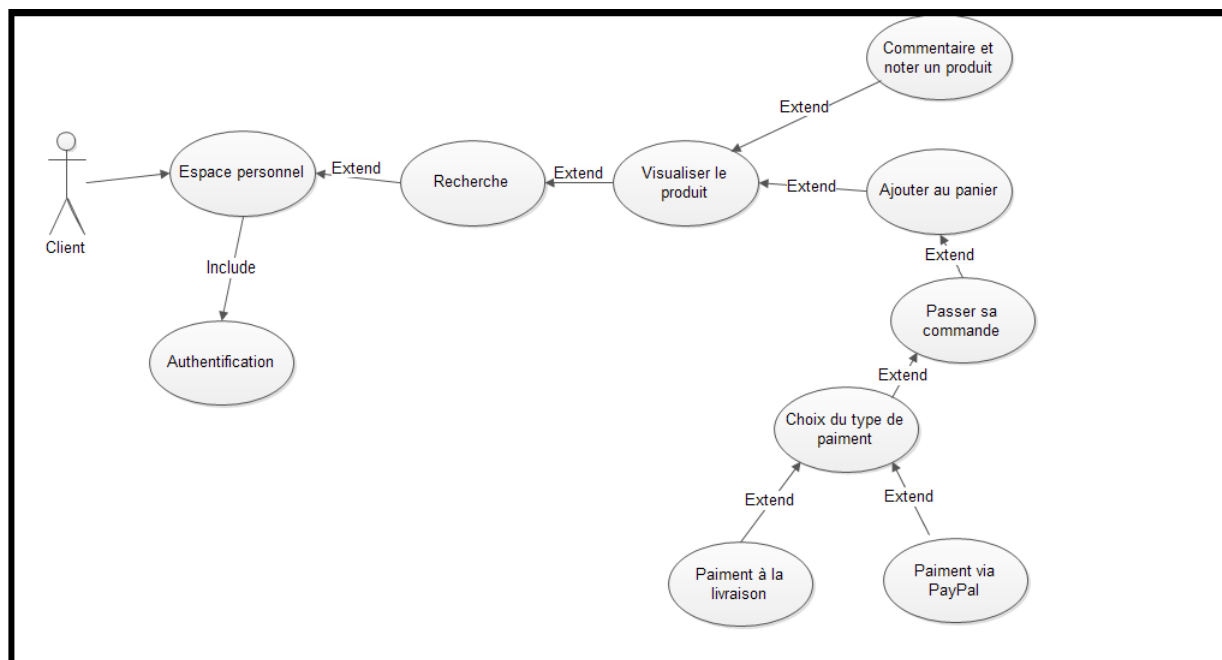 Commentaire et
noter un produit
Extend
Espace personnel
Extend
Recherche
Extend
Visualiser le
produit
Extend
Ajouter au panier
Client
Include
Extend
Authentification
Passer sa
commande
Extend
Choix du type de
paiment
Extend
Extend
Paiment à la
livraison
Paiment via
PayPal